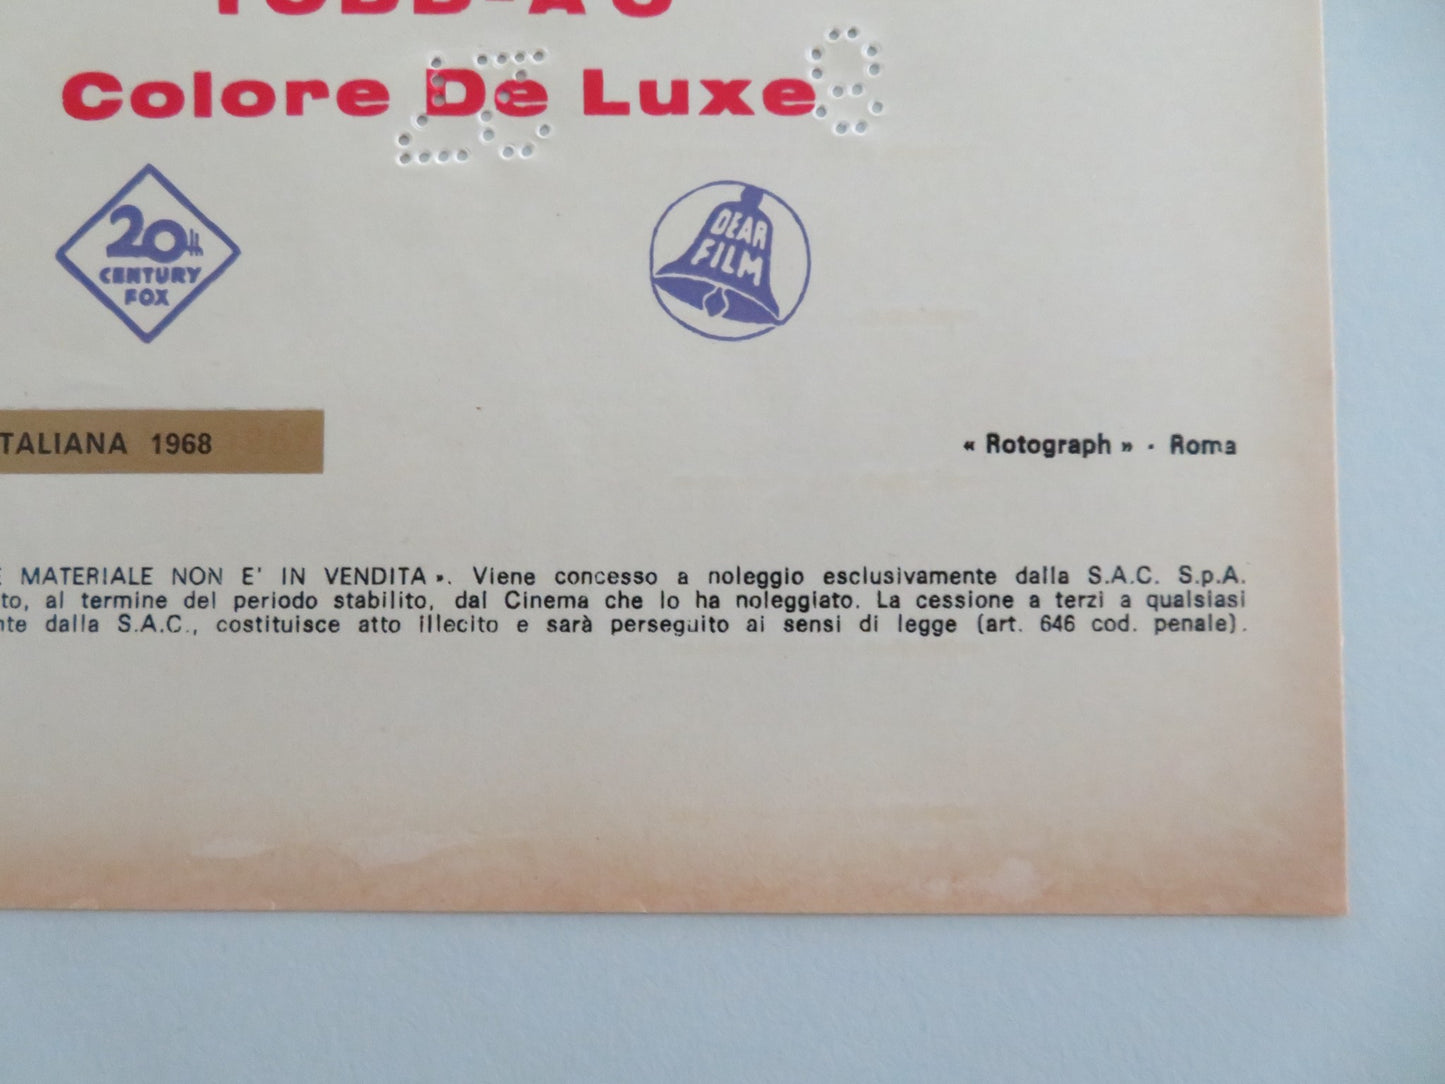 TODD-AO
Colore De Luxe
20th
CENTURY
FOX
DEAR
FILM
TALIANA 1968
« Rotograph » - Roma
E MATERIALE NON E' IN VENDITA ». Viene concesso a noleggio esclusivamente dalla S.A.C. S.p.A.
to, al termine del periodo stabilito, dal Cinema che lo ha noleggiato. La cessione a terzi a qualsiasi
nte dalla S.A.C., costituisce atto illecito e sarà perseguito ai sensi di legge (art. 646 cod. penale).